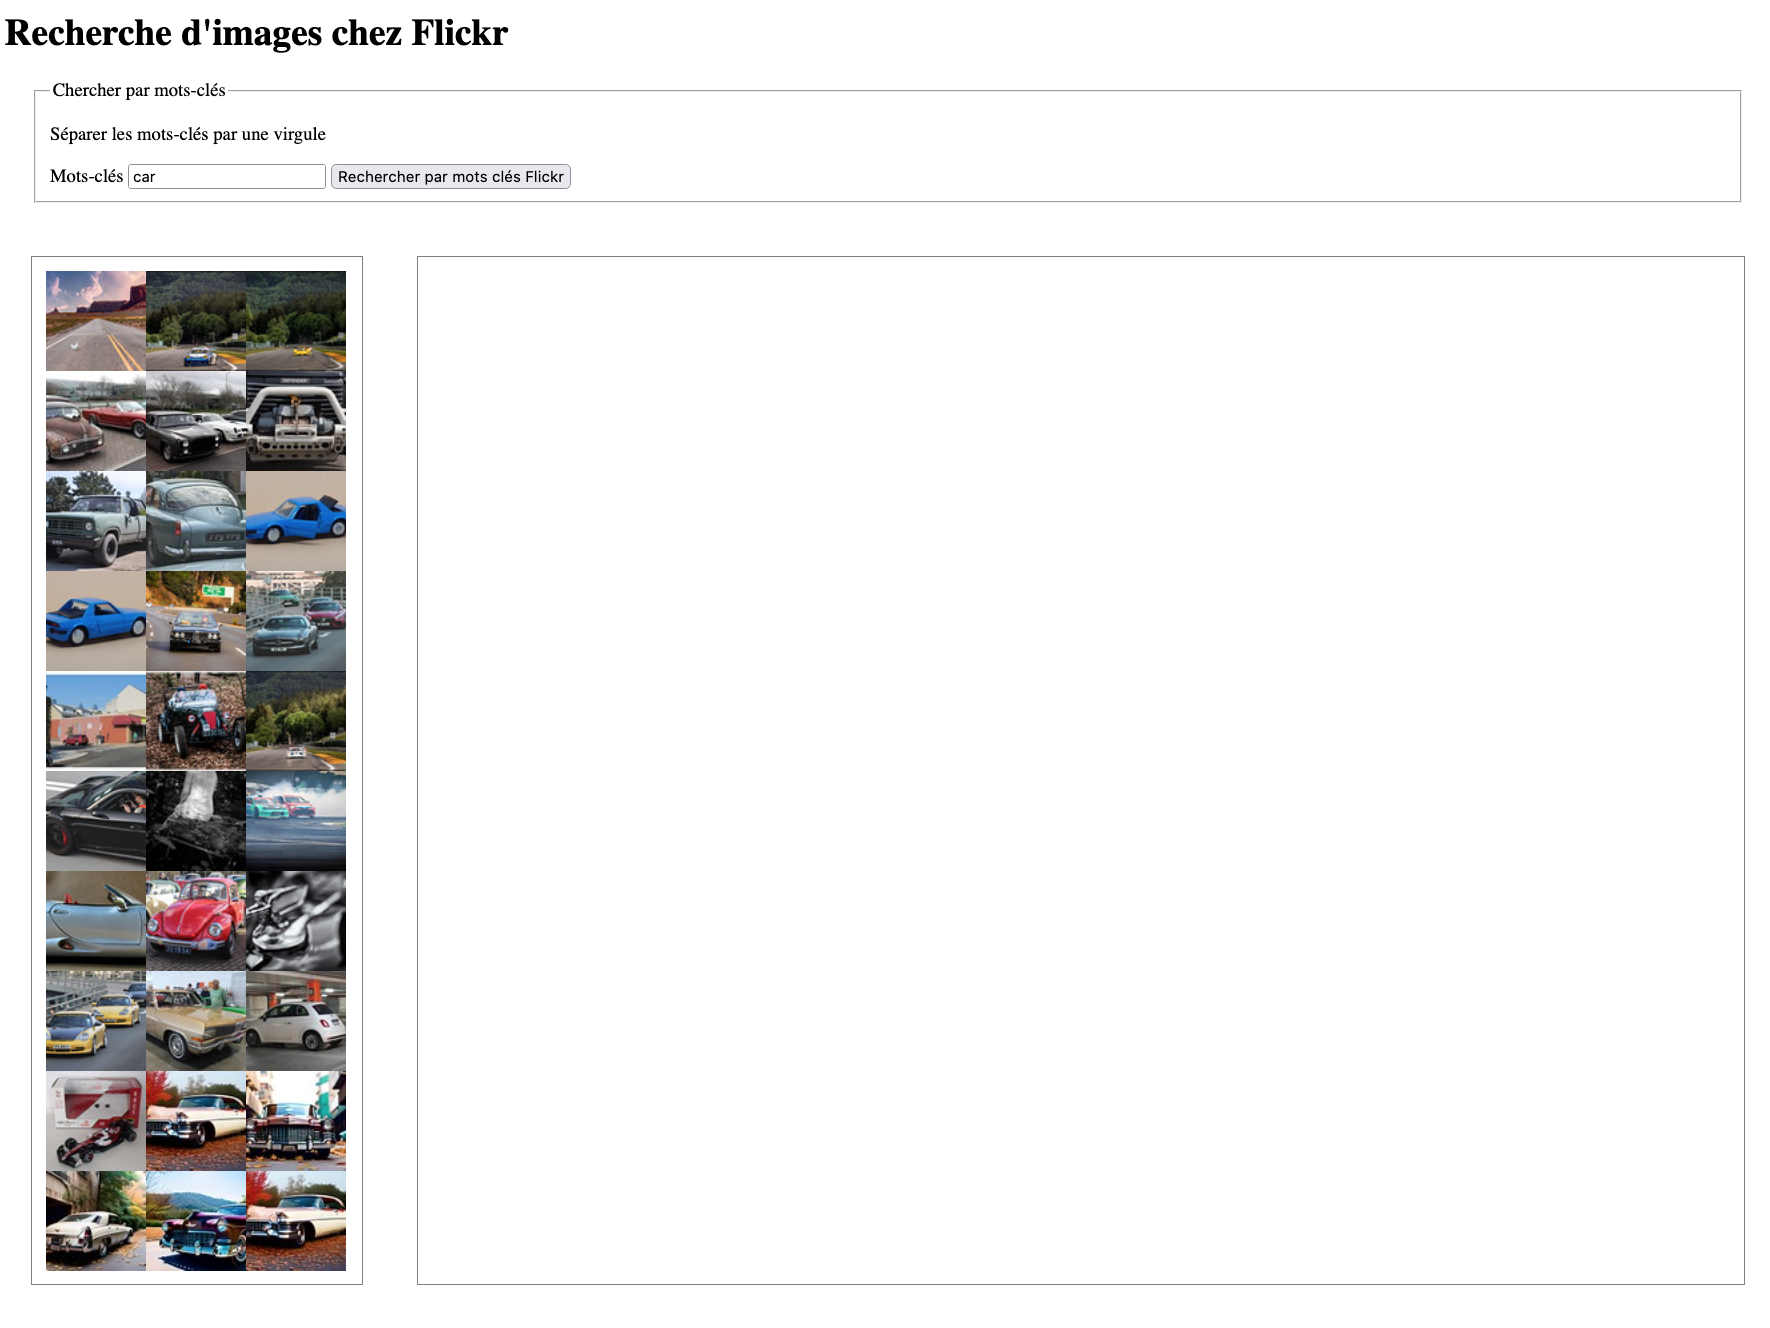 Recherche d'images chez Flickr
Chercher par mots-clés
Séparer les mots-clés par une virgule
Mots-clés car Rechercher par mots clés Flickr
DEFENDER